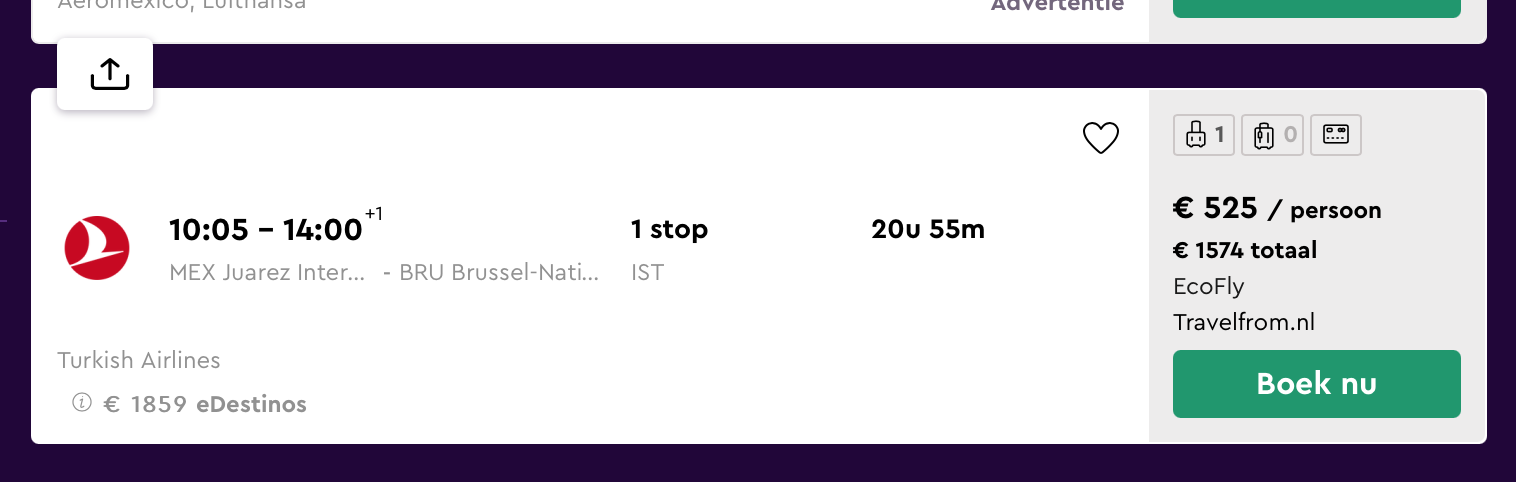 Aeromexico, Lufthansa
Advertentie
1 0
10:05 – 14:00+1
1 stop
20u 55m
MEX Juarez Inter... - BRU Brussel-Nati...
IST
€ 525 / persoon
€ 1574 totaal
EcoFly
Travelfrom.nl
Turkish Airlines
Boek nu
€ 1859 eDestinos